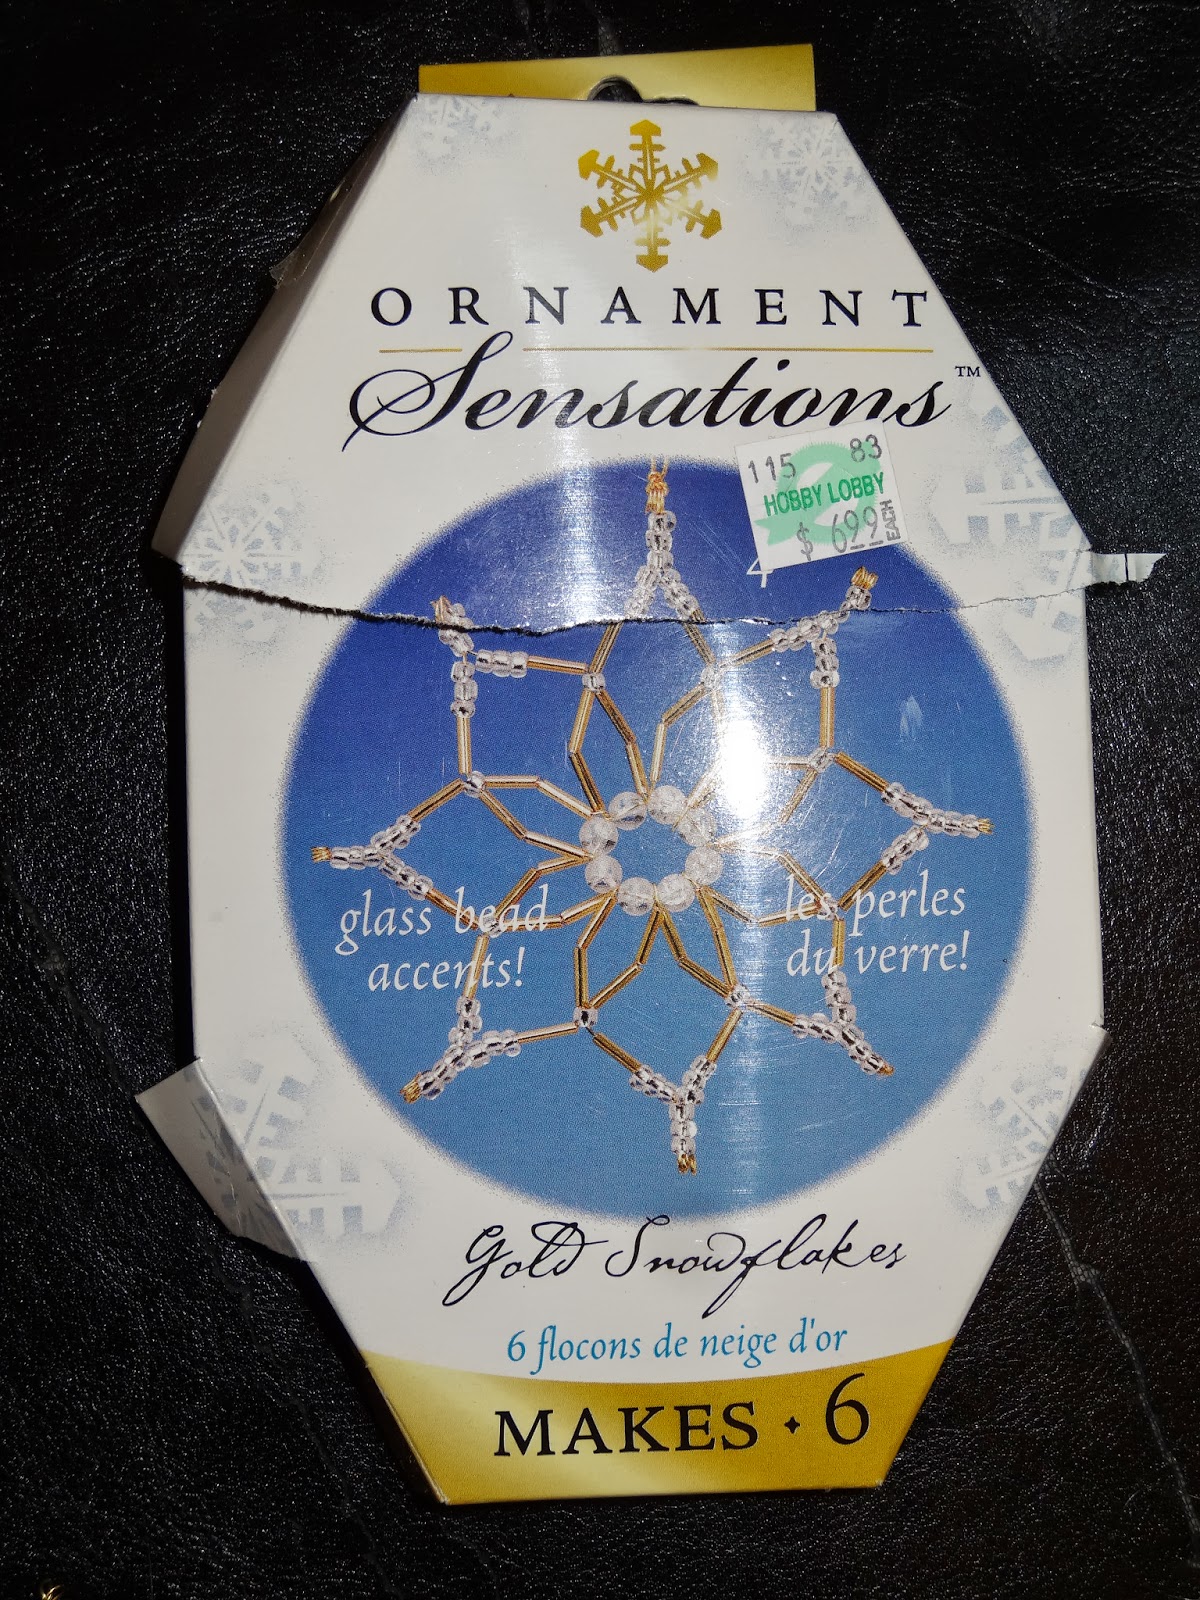 ORNAMENT
Sensations™
115 83
HOBBY LOBBY
$ 6.99 EACH
4
glass bead
accents!
les perles
du verre!
Gold Snowflakes
6 flocons de neige d'or
MAKES • 6